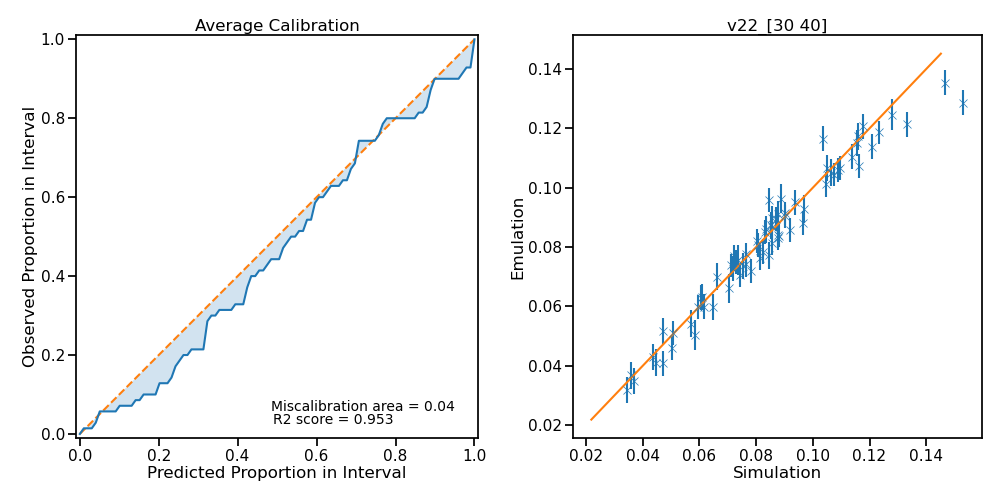 Average Calibration
1.0
0.8
0.6
0.4
0.2
0.0
Observed Proportion in Interval
Miscalibration area = 0.04
R2 score = 0.953
0.0 0.2 0.4 0.6 0.8 1.0
Predicted Proportion in Interval
v22_[30 40]
0.14
0.12
0.10
0.08
0.06
0.04
0.02
Emulation
0.02 0.04 0.06 0.08 0.10 0.12 0.14
Simulation